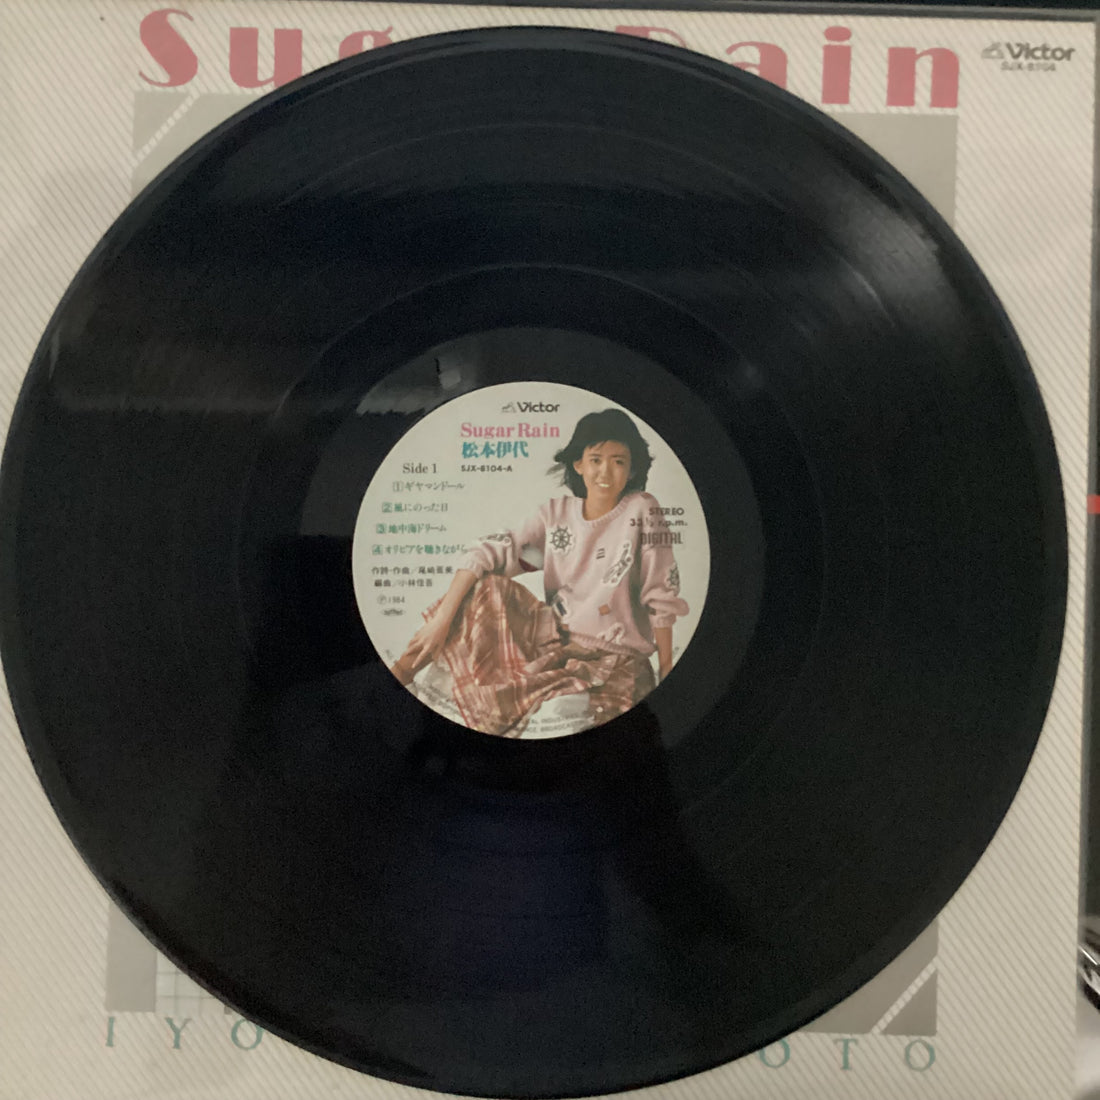 Sug Rain
Victor
SJX-8104
Victor
Sugar Rain
松本伊代
Side 1
SJX-8104-A
1 ギヤマンドール
2 風にのった日
3 地中海ドリーム
4 オリビアを聴きながら
STEREO
33⅓ r.p.m.
DIGITAL
作詞・作曲／尾崎亜美
編曲／小林信吾
Ⓟ1984
IYO OTO